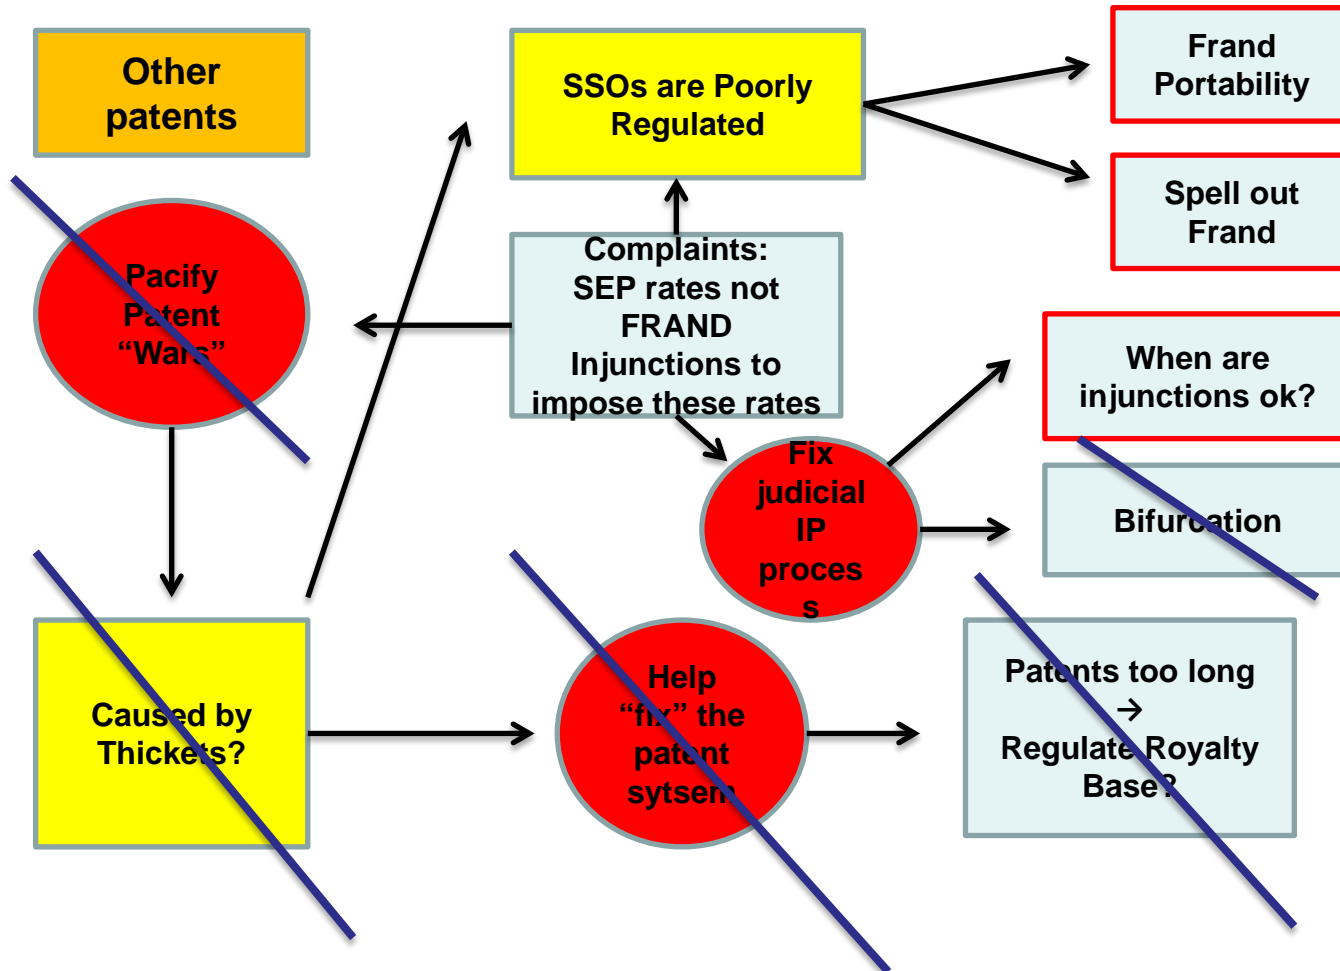 Other
patents
SSOs are Poorly
Regulated
Frand
Portability
Spell out
Frand
Pacify
Patent
“Wars”
Complaints:
SEP rates not
FRAND
Injunctions to
impose these rates
When are
injunctions ok?
Fix
judicial
IP
proces
s
Bifurcation
Caused by
Thickets?
Help
“fix” the
patent
sytsem
Patents too long
→
Regulate Royalty
Base?